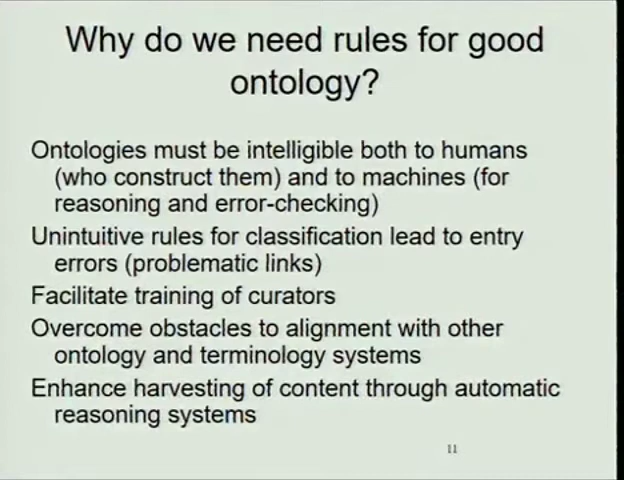 Why do we need rules for good
ontology?
Ontologies must be intelligible both to humans
(who construct them) and to machines (for
reasoning and error-checking)
Unintuitive rules for classification lead to entry
errors (problematic links)
Facilitate training of curators
Overcome obstacles to alignment with other
ontology and terminology systems
Enhance harvesting of content through automatic
reasoning systems
11